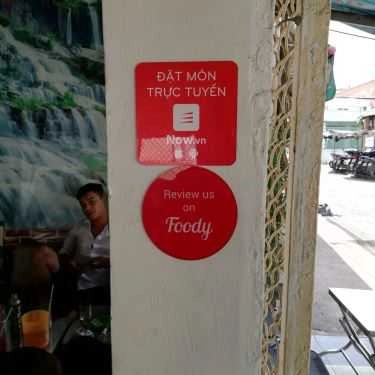 ĐẶT MÓN
TRỰC TUYẾN
Now.vn
Review us
on
Foody.